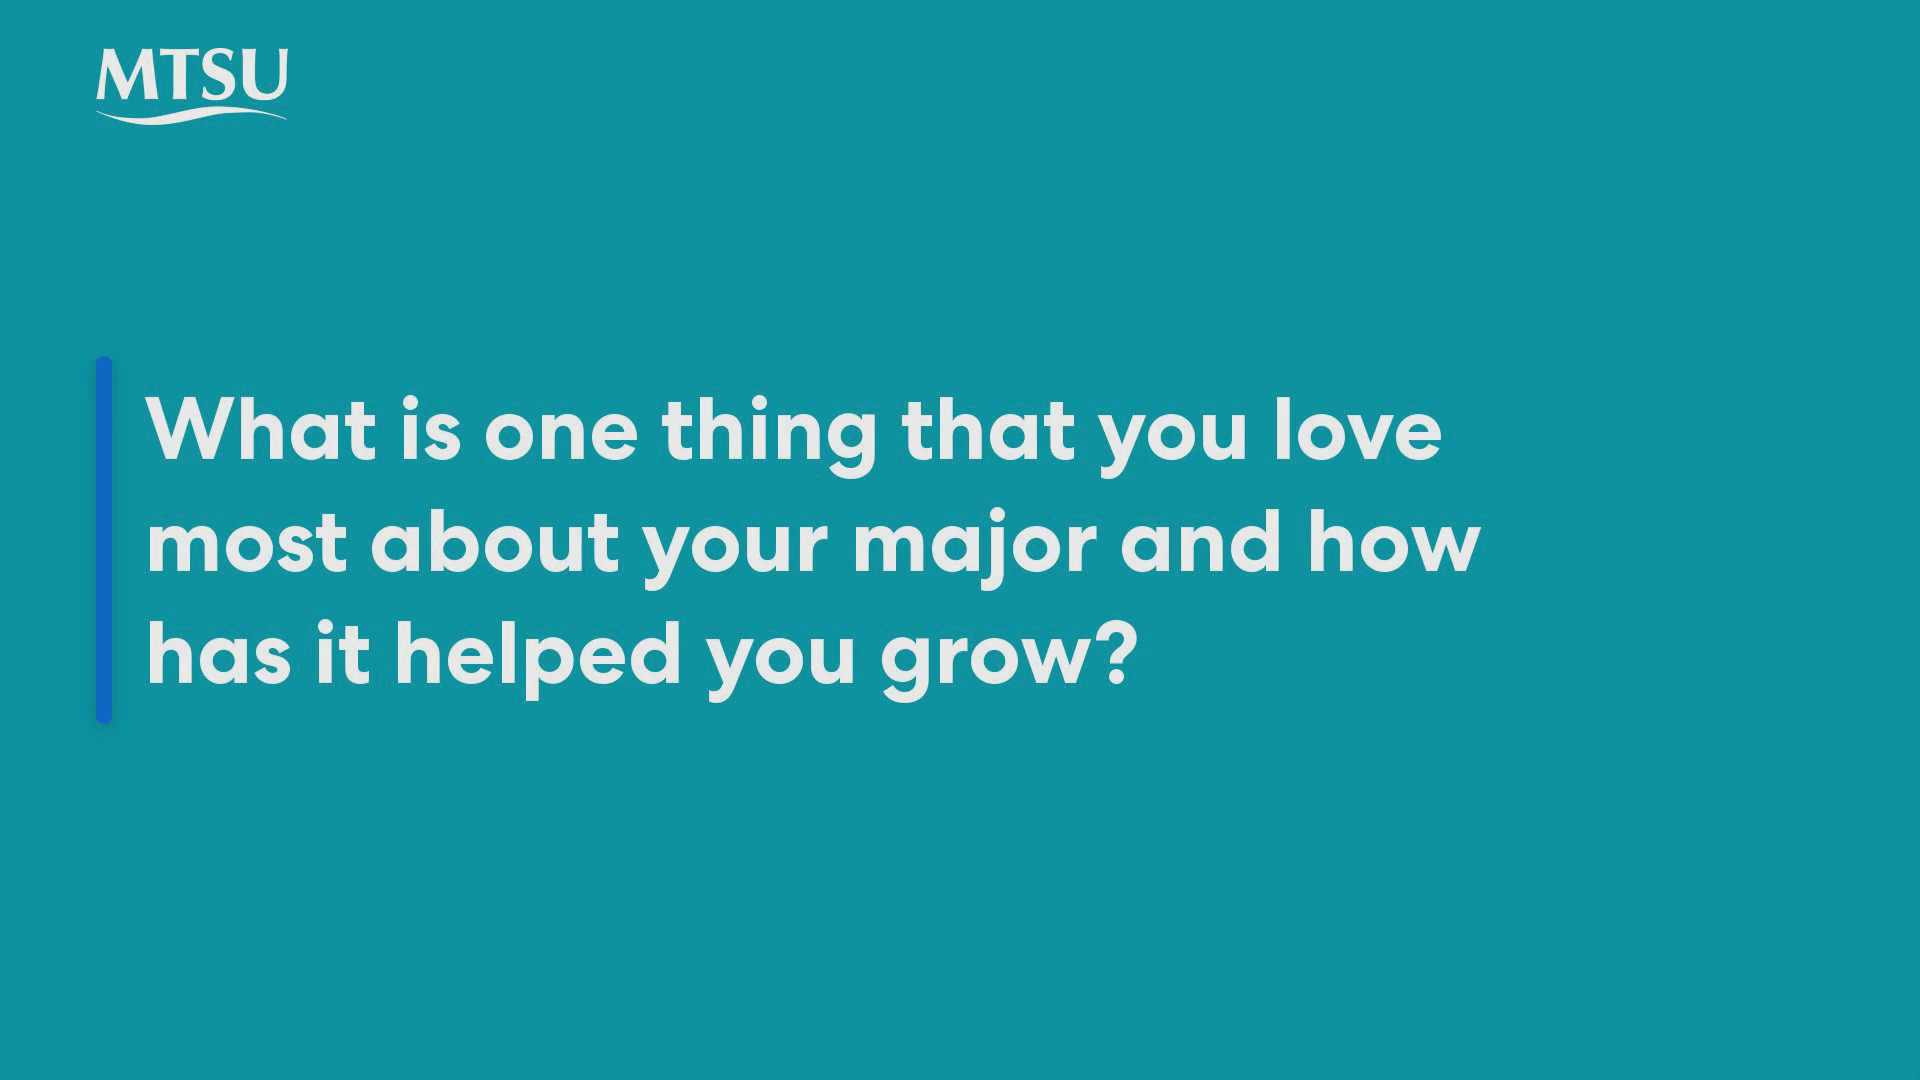 MTSU
What is one thing that you love
most about your major and how
has it helped you grow?